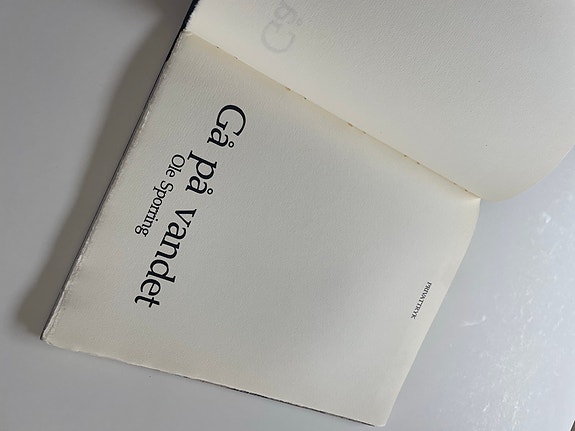 Gå på vandet
Ole Sporring
PRIVATTRYK